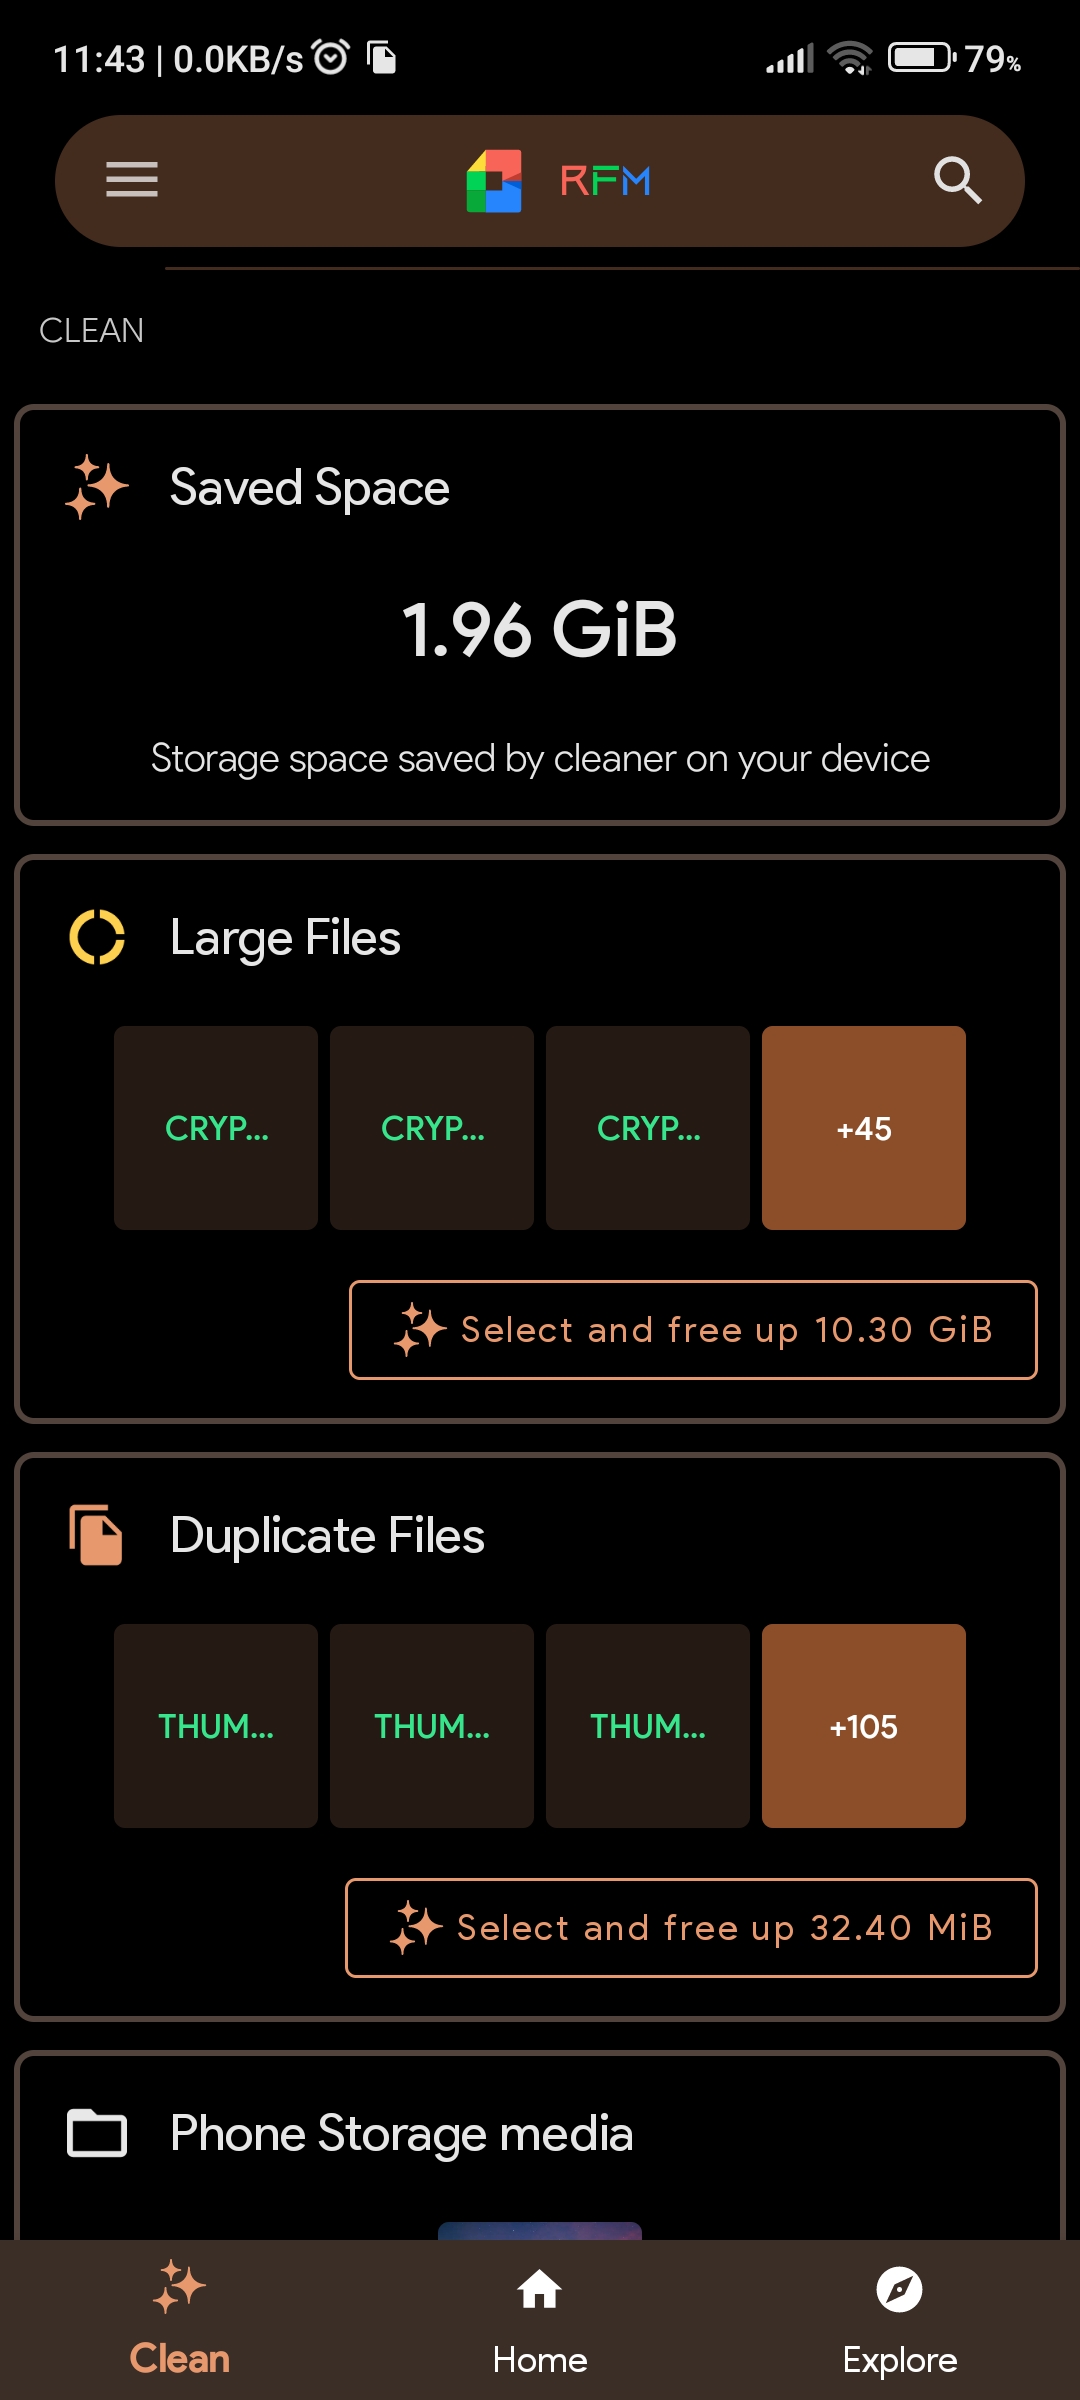 11:43 | 0.0KB/s 79%
RFM
CLEAN
Saved Space
1.96 GiB
Storage space saved by cleaner on your device
Large Files
CRYP... CRYP... CRYP... +45
Select and free up 10.30 GiB
Duplicate Files
THUM... THUM... THUM... +105
Select and free up 32.40 MiB
Phone Storage media
Clean Home Explore